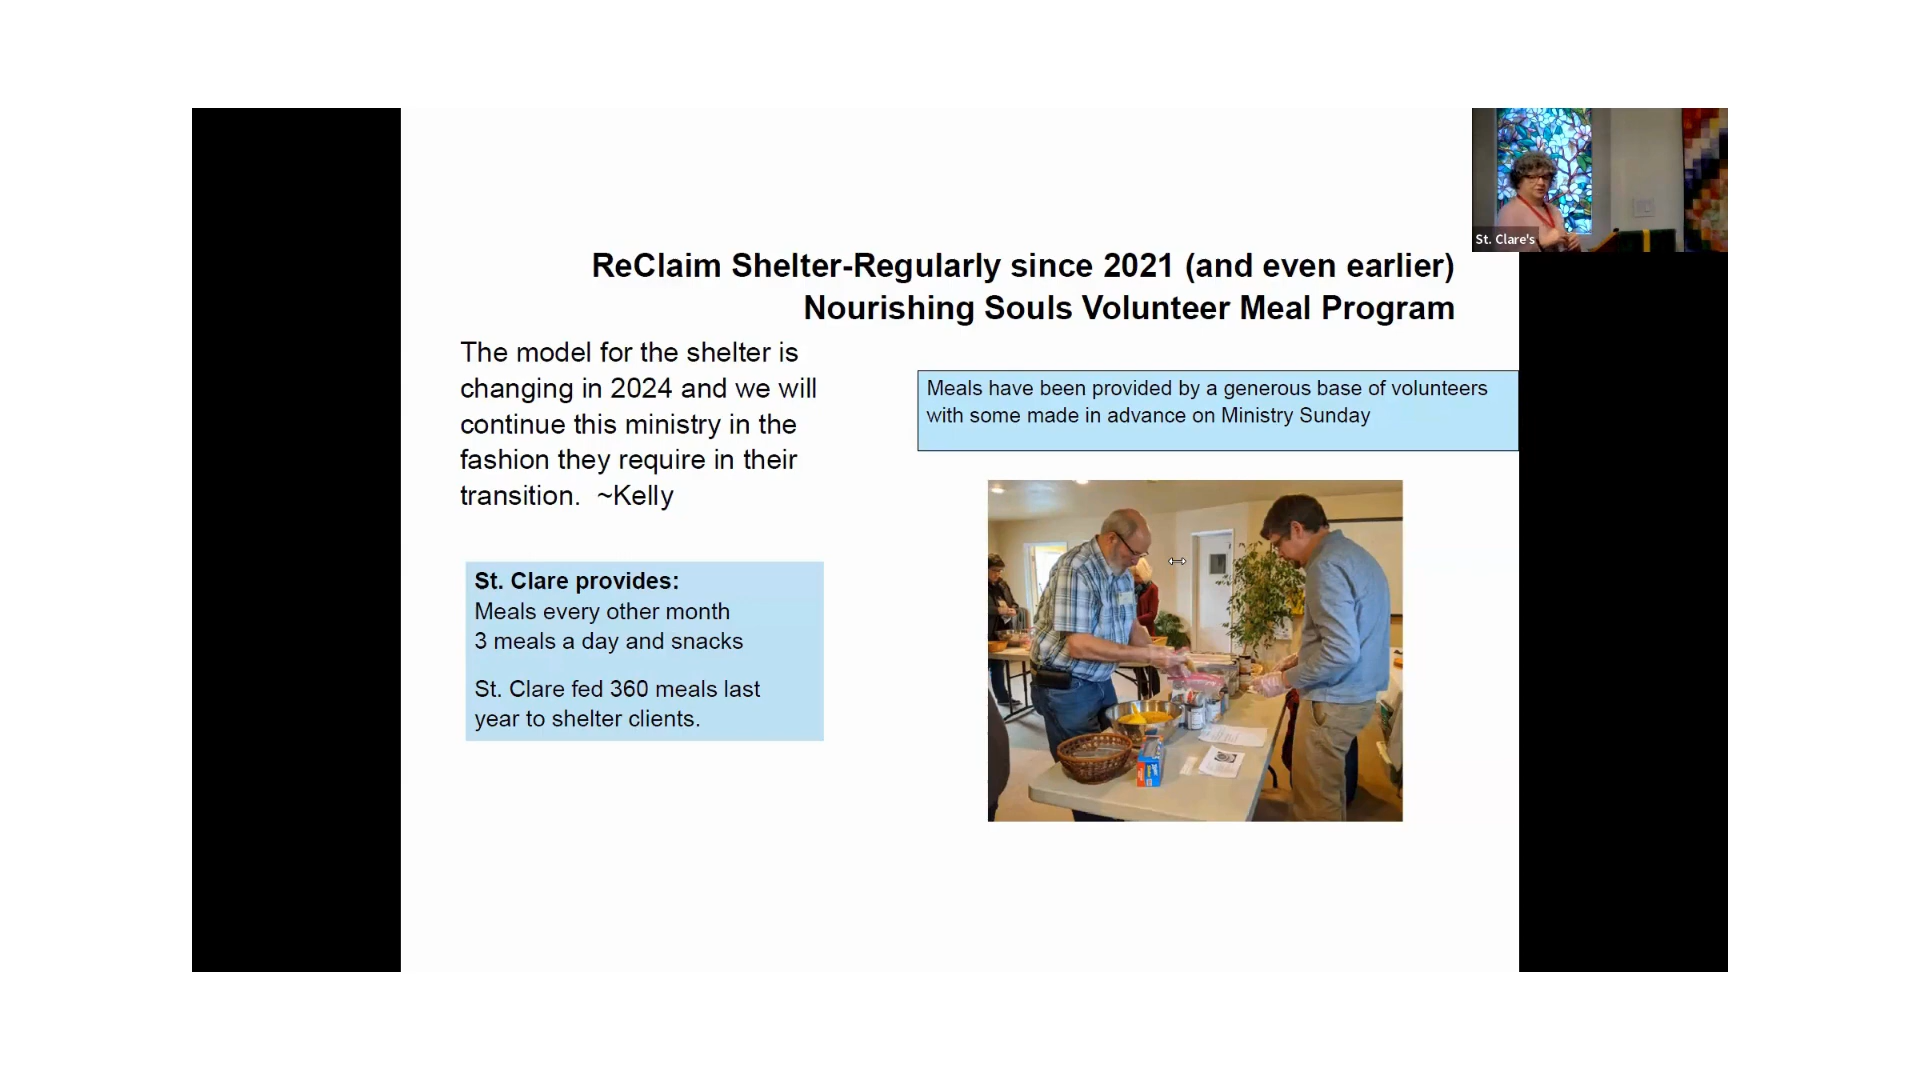 St. Clare's
ReClaim Shelter-Regularly since 2021 (and even earlier)
Nourishing Souls Volunteer Meal Program
The model for the shelter is
changing in 2024 and we will
continue this ministry in the
fashion they require in their
transition.  ~Kelly
Meals have been provided by a generous base of volunteers
with some made in advance on Ministry Sunday
St. Clare provides:
Meals every other month
3 meals a day and snacks
St. Clare fed 360 meals last
year to shelter clients.